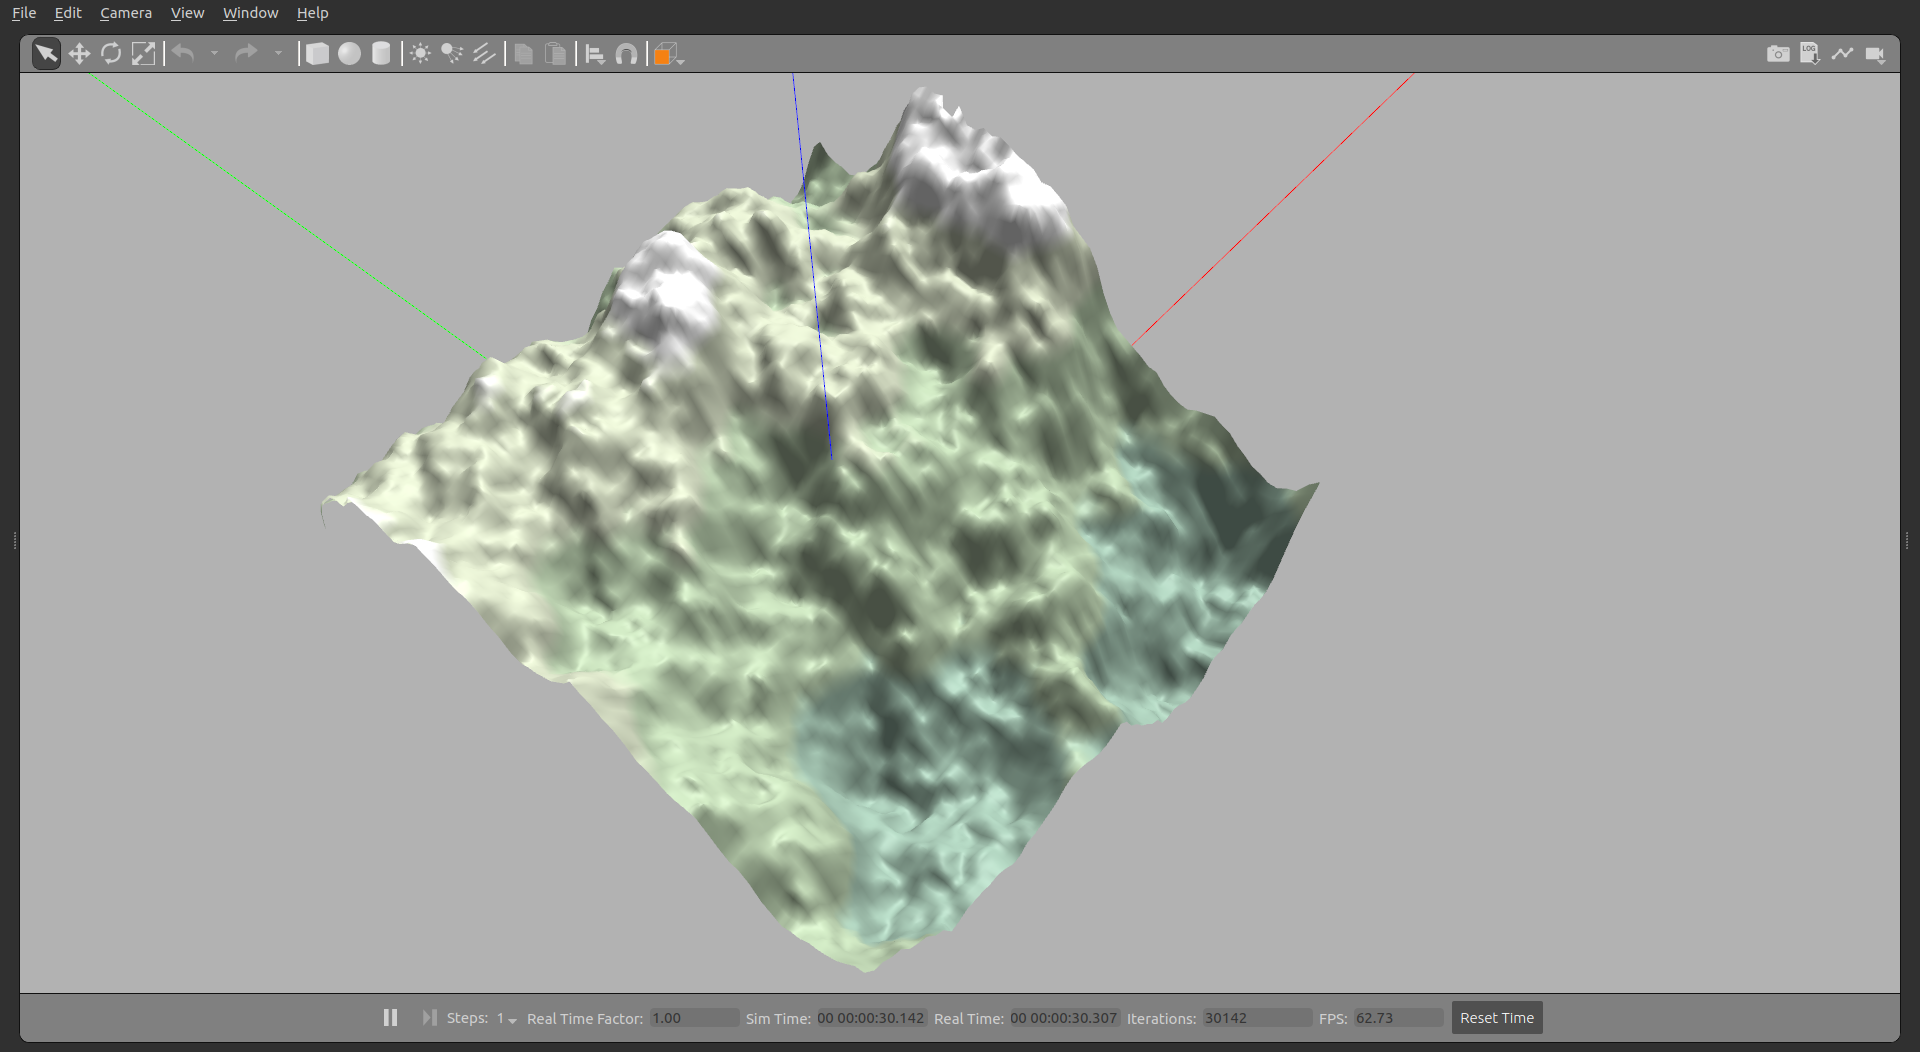 File Edit Camera View Window Help
LOG
Steps: 1 Real Time Factor: 1.00 Sim Time: 00 00:00:30.142 Real Time: 00 00:00:30.307 Iterations: 30142 FPS: 62.73 Reset Time